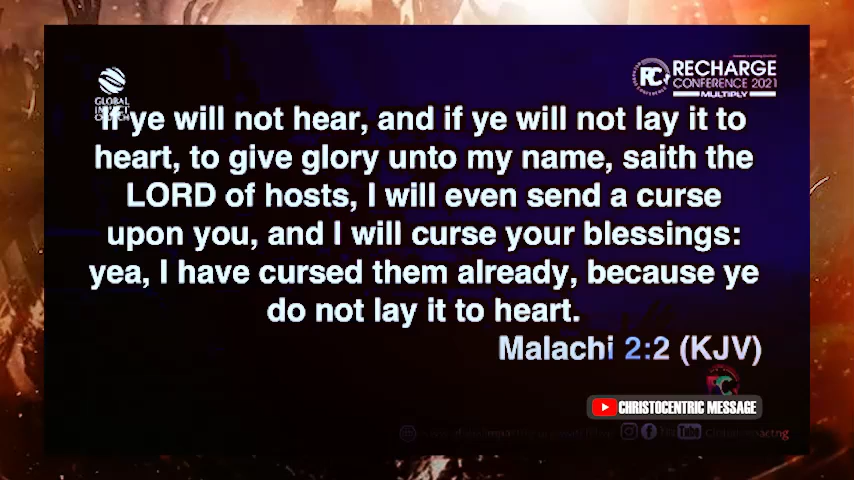 GLOBAL
RC
RECHARGE
CONFERENCE 2021
MULTIPLY
If ye will not hear, and if ye will not lay it to
heart, to give glory unto my name, saith the
LORD of hosts, I will even send a curse
upon you, and I will curse your blessings:
yea, I have cursed them already, because ye
do not lay it to heart.
Malachi 2:2 (KJV)
CHRISTOCENTRIC MESSAGE